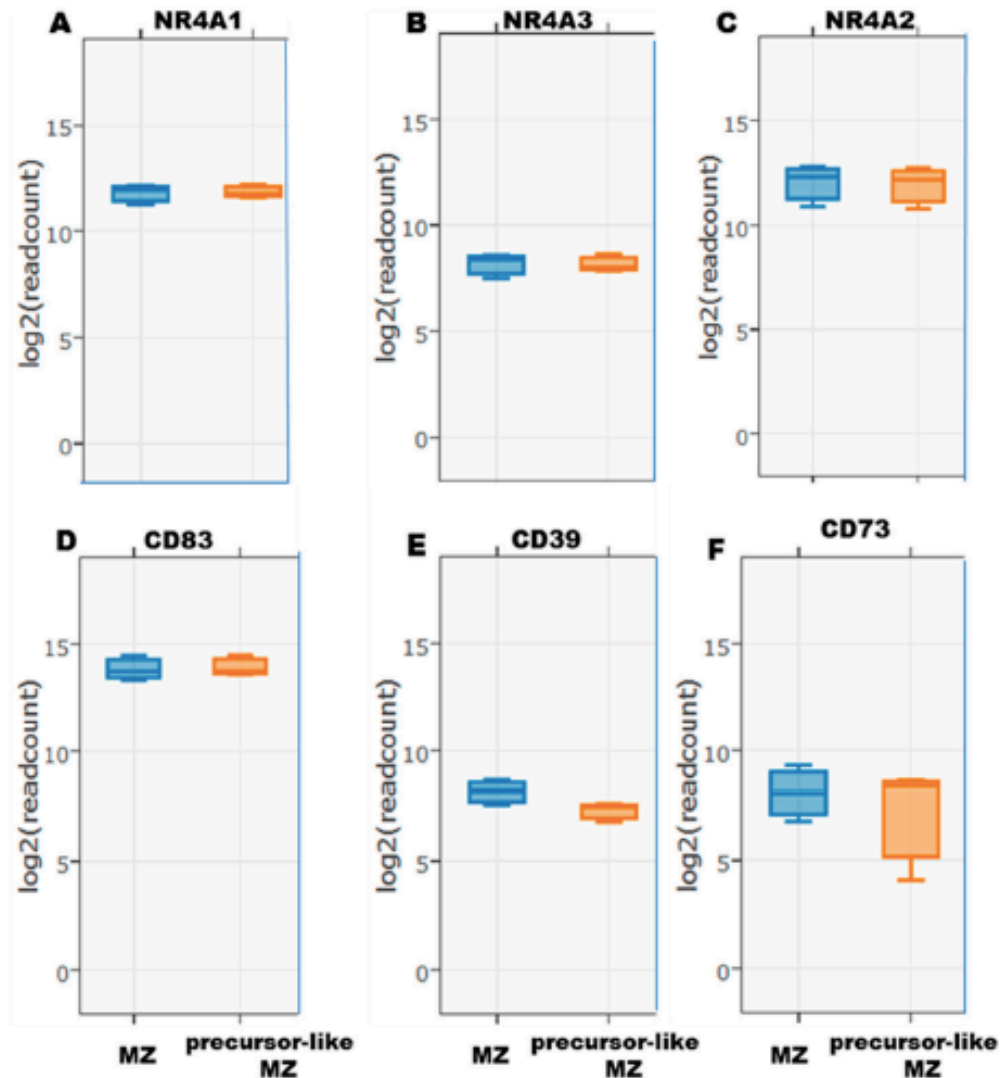 A NR4A1
B NR4A3
C NR4A2
log2(readcount)
15
10
5
0
log2(readcount)
15
10
5
0
log2(readcount)
15
10
5
0
D CD83
E CD39
F CD73
log2(readcount)
15
10
5
0
log2(readcount)
15
10
5
0
log2(readcount)
15
10
5
0
MZ
precursor-like
MZ
MZ
precursor-like
MZ
MZ
precursor-like
MZ